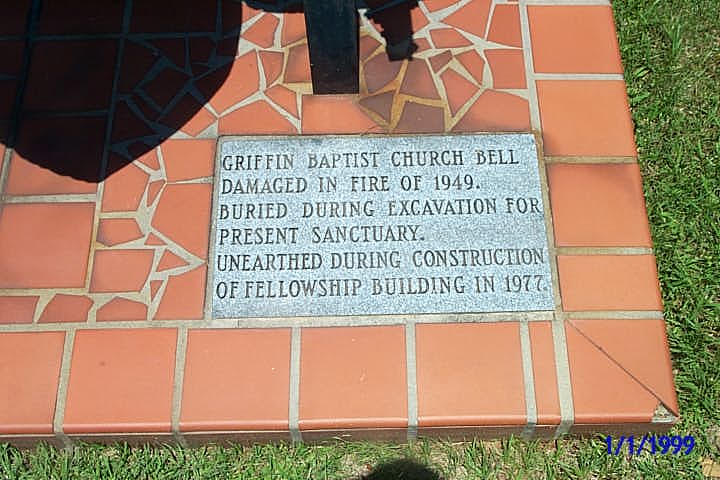 GRIFFIN BAPTIST CHURCH BELL
DAMAGED IN FIRE OF 1949.
BURIED DURING EXCAVATION FOR
PRESENT SANCTUARY.
UNEARTHED DURING CONSTRUCTION
OF FELLOWSHIP BUILDING IN 1977.
1/1/1999